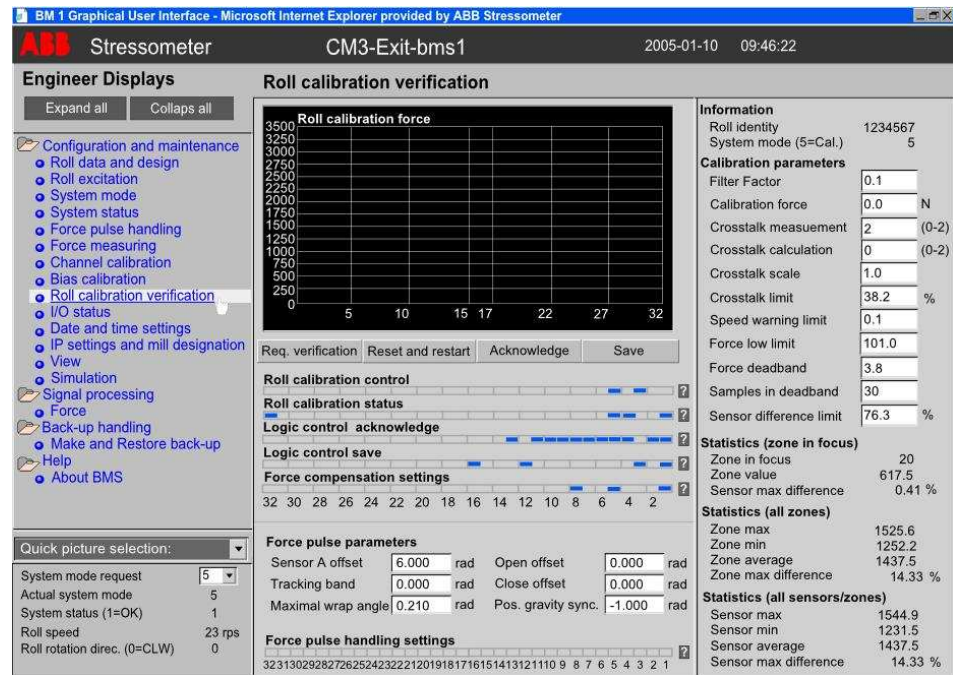 BM 1 Graphical User Interface - Microsoft Internet Explorer provided by ABB Stressometer
ABB Stressometer CM3-Exit-bms1 2005-01-10 09:46:22
Engineer Displays
Expand all Collaps all
Configuration and maintenance
Roll data and design
Roll excitation
System mode
System status
Force pulse handling
Force measuring
Channel calibration
Bias calibration
Roll calibration verification
I/O status
Date and time settings
IP settings and mill designation
View
Simulation
Signal processing
Force
Back-up handling
Make and Restore back-up
Help
About BMS
Quick picture selection:
System mode request 5
Actual system mode 5
System status (1=OK) 1
Roll speed 23 rps
Roll rotation direc. (0=CLW) 0
Roll calibration verification
Roll calibration force
3500
3250
3000
2750
2500
2250
2000
1750
1500
1250
1000
750
500
250
0
5 10 15 17 22 27 32
Req. verification Reset and restart Acknowledge Save
Roll calibration control
?
Roll calibration status
?
Logic control acknowledge
?
Logic control save
?
Force compensation settings
?
32 30 28 26 24 22 20 18 16 14 12 10 8 6 4 2
Force pulse parameters
Sensor A offset 6.000 rad Open offset 0.000 rad
Tracking band 0.000 rad Close offset 0.000 rad
Maximal wrap angle 0.210 rad Pos. gravity sync. -1.000 rad
Force pulse handling settings
?
3231302928272625242322212019181716151413121110 9 8 7 6 5 4 3 2 1
Information
Roll identity 1234567
System mode (5=Cal.) 5
Calibration parameters
Filter Factor 0.1
Calibration force 0.0 N
Crosstalk measuement 2 (0-2)
Crosstalk calculation 0 (0-2)
Crosstalk scale 1.0
Crosstalk limit 38.2 %
Speed warning limit 0.1
Force low limit 101.0
Force deadband 3.8
Samples in deadband 30
Sensor difference limit 76.3 %
Statistics (zone in focus)
Zone in focus 20
Zone value 617.5
Sensor max difference 0.41 %
Statistics (all zones)
Zone max 1525.6
Zone min 1252.2
Zone average 1437.5
Zone max difference 14.33 %
Statistics (all sensors/zones)
Sensor max 1544.9
Sensor min 1231.5
Sensor average 1437.5
Sensor max difference 14.33 %